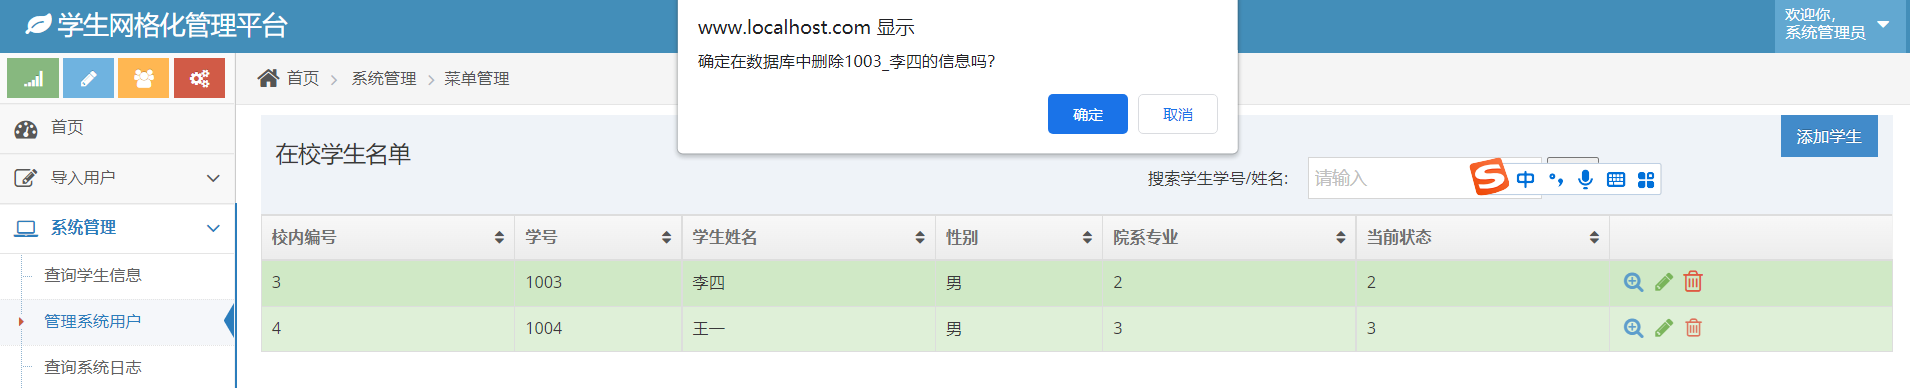 学生网格化管理平台
www.localhost.com 显示
确定在数据库中删除1003_李四的信息吗?
确定
取消
欢迎你，
系统管理员
首页
系统管理
菜单管理
首页
导入用户
系统管理
查询学生信息
管理系统用户
查询系统日志
在校学生名单
添加学生
搜索学生学号/姓名:
请输入
S 中 °，
校内编号 学号 学生姓名 性别 院系专业 当前状态
3 1003 李四 男 2 2
4 1004 王一 男 3 3